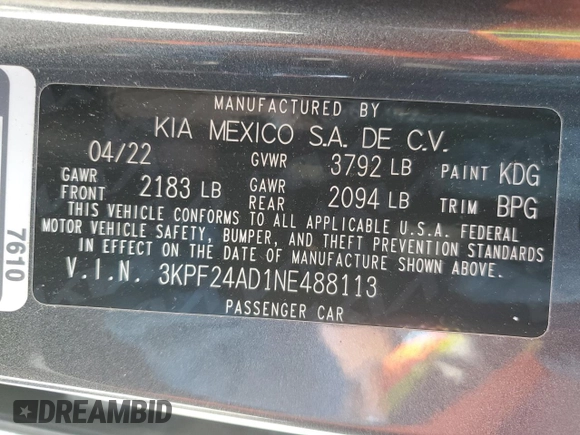 MANUFACTURED BY
KIA MEXICO S.A. DE C.V.
04/22 GVWR 3792 LB PAINT KDG
GAWR FRONT 2183 LB GAWR REAR 2094 LB TRIM BPG
THIS VEHICLE CONFORMS TO ALL APPLICABLE U.S.A. FEDERAL
MOTOR VEHICLE SAFETY, BUMPER, AND THEFT PREVENTION STANDARDS
IN EFFECT ON THE DATE OF MANUFACTURE SHOWN ABOVE.
V.I.N. 3KPF24AD1NE488113
PASSENGER CAR
7610
DREAMBID